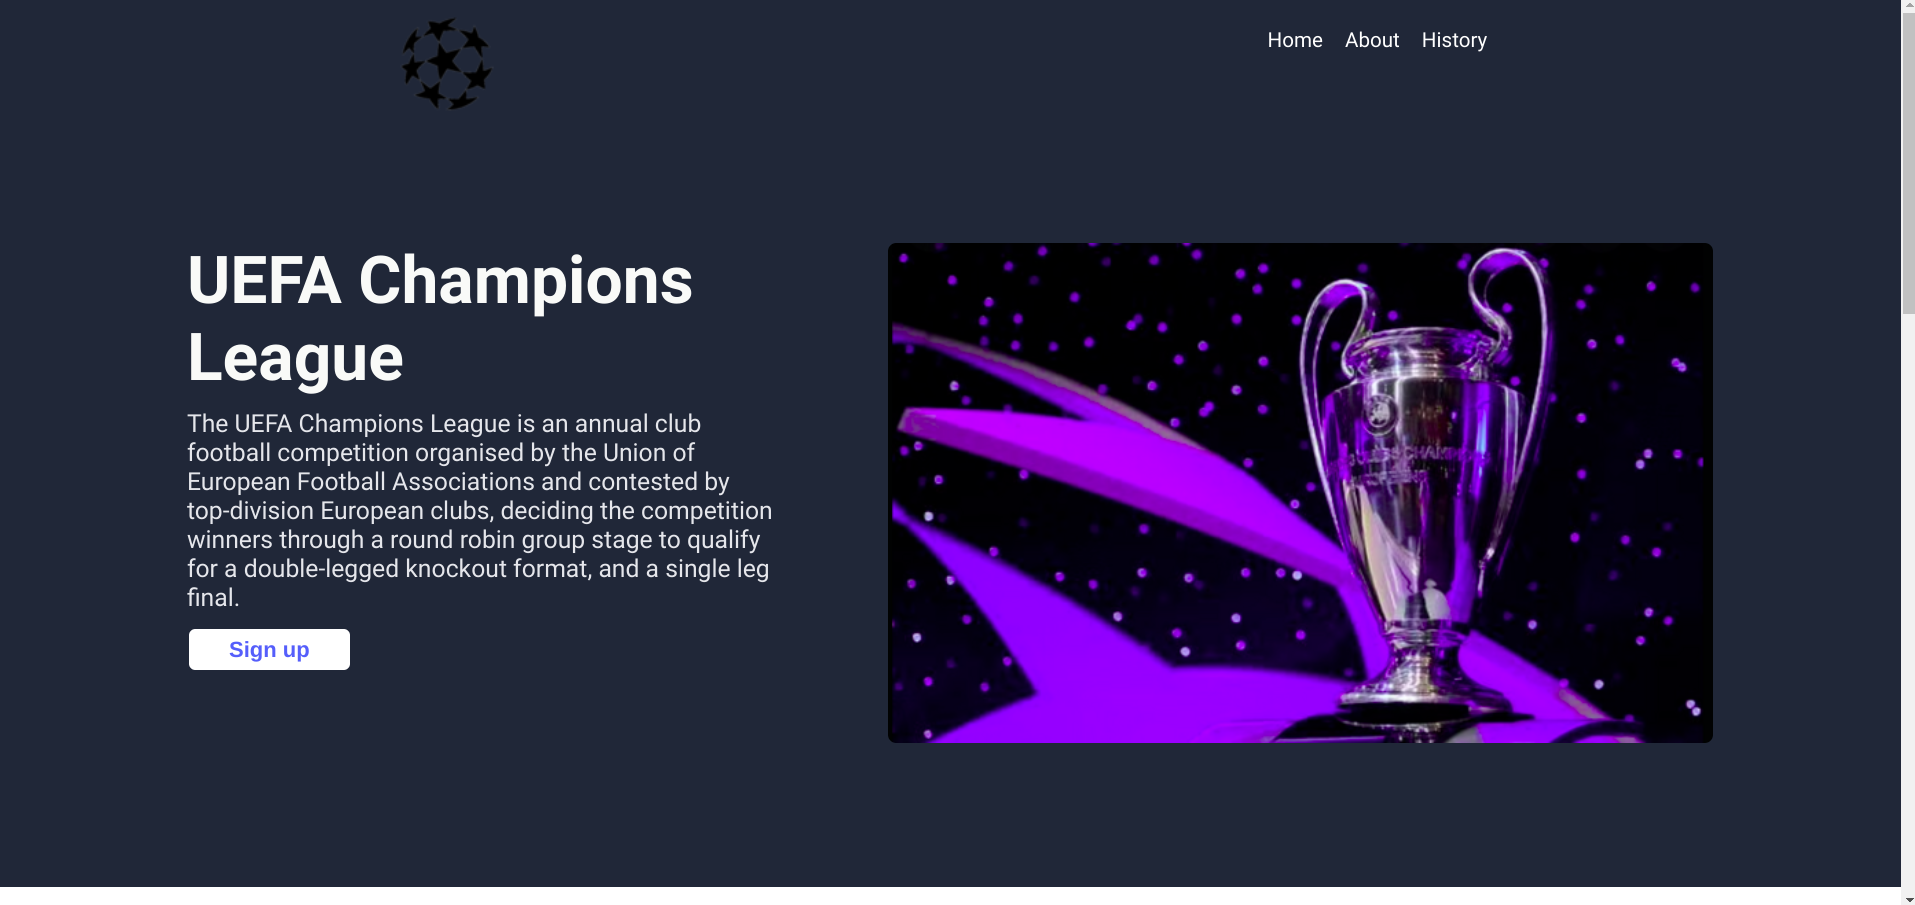 Home About History
UEFA Champions
League
The UEFA Champions League is an annual club
football competition organised by the Union of
European Football Associations and contested by
top-division European clubs, deciding the competition
winners through a round robin group stage to qualify
for a double-legged knockout format, and a single leg
final.
Sign up